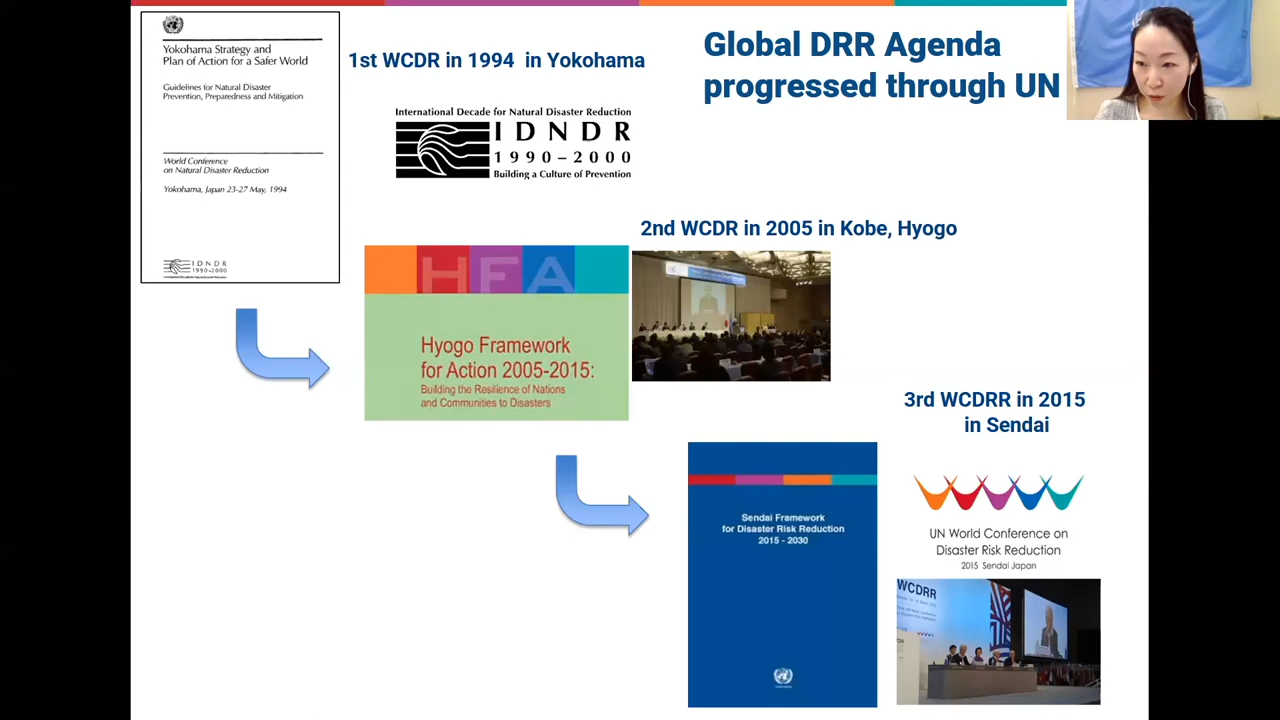 Global DRR Agenda
progressed through UN
Yokohama Strategy and
Plan of Action for a Safer World
Guidelines for Natural Disaster
Prevention, Preparedness and Mitigation
World Conference
on Natural Disaster Reduction
Yokohama, Japan 23-27 May, 1994
IDNDR
1990-2000
1st WCDR in 1994 in Yokohama
International Decade for Natural Disaster Reduction
IDNDR
1990–2000
Building a Culture of Prevention
2nd WCDR in 2005 in Kobe, Hyogo
HFA
Hyogo Framework
for Action 2005-2015:
Building the Resilience of Nations
and Communities to Disasters
3rd WCDRR in 2015
in Sendai
Sendai Framework
for Disaster Risk Reduction
2015 - 2030
UN World Conference on
Disaster Risk Reduction
2015 Sendai Japan
WCDRR